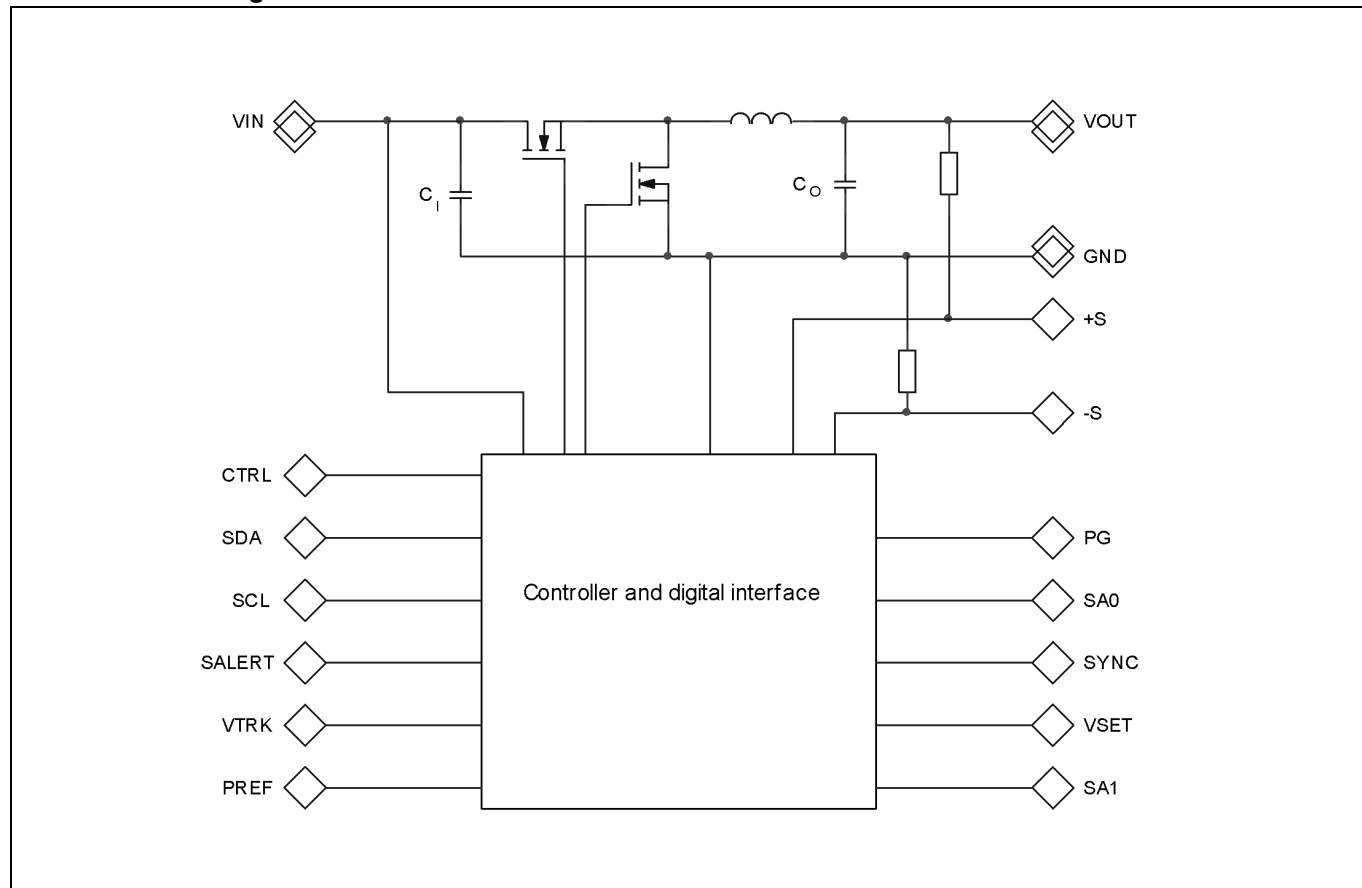 VIN
VOUT
C I
C O
GND
+S
-S
CTRL
SDA
PG
Controller and digital interface
SCL
SA0
SALERT
SYNC
VTRK
VSET
PREF
SA1